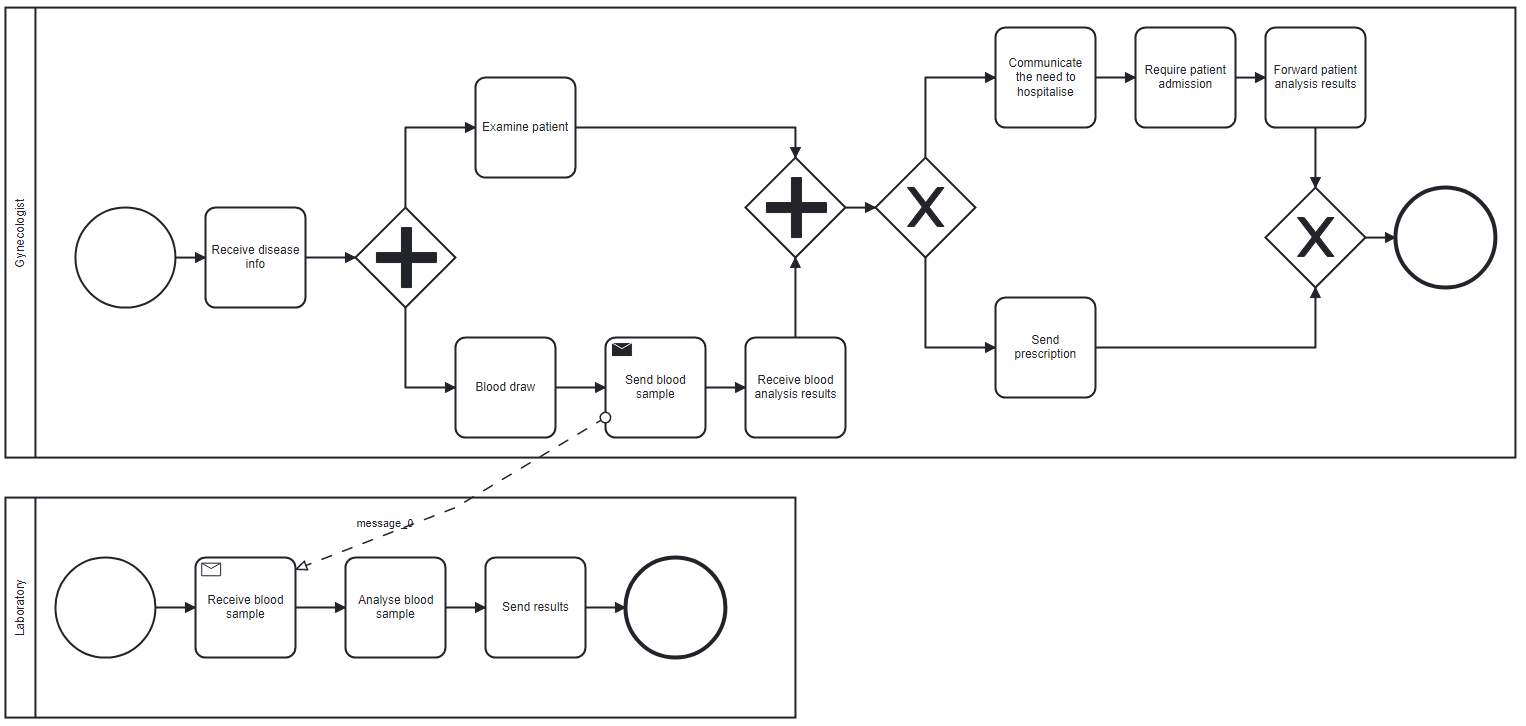 Gynecologist
Receive disease
info
Examine patient
Blood draw
Send blood
sample
Receive blood
analysis results
X
Communicate
the need to
hospitalise
Require patient
admission
Forward patient
analysis results
Send
prescription
X
message_0
Laboratory
Receive blood
sample
Analyse blood
sample
Send results